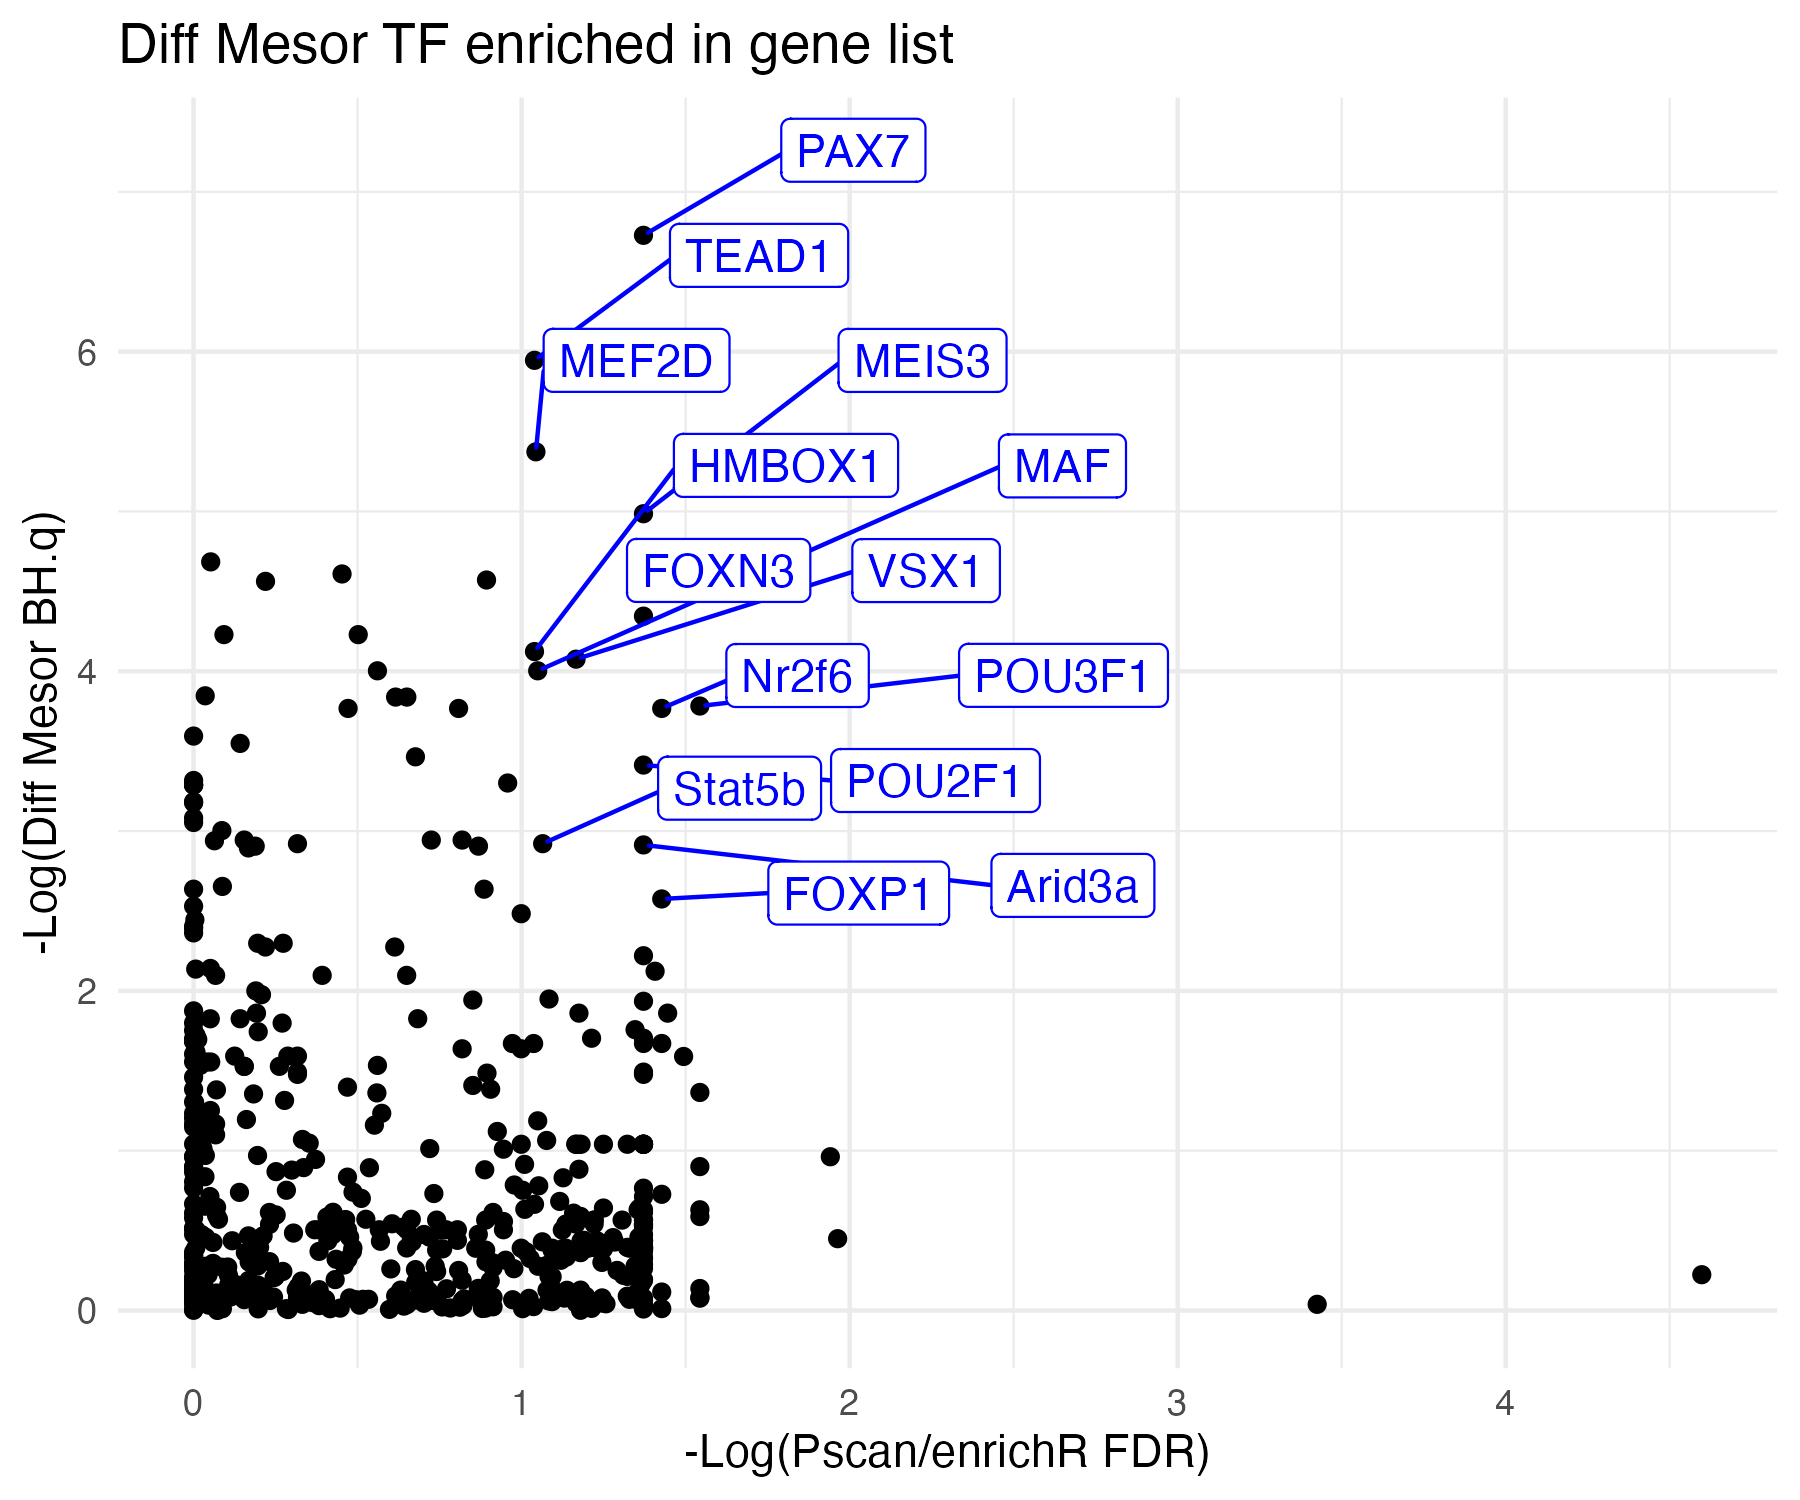 Diff Mesor TF enriched in gene list
PAX7
TEAD1
MEF2D
MEIS3
HMBOX1
MAF
FOXN3
VSX1
Nr2f6
POU3F1
Stat5b
POU2F1
FOXP1
Arid3a
-Log(Diff Mesor BH.q)
6
4
2
0
0 1 2 3 4
-Log(Pscan/enrichR FDR)